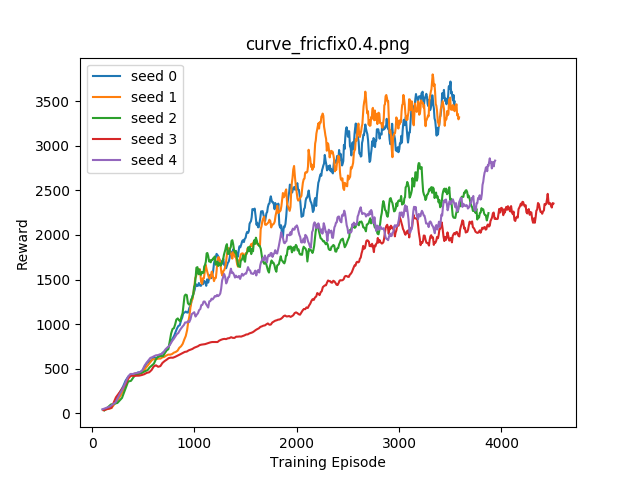 curve_fricfix0.4.png
seed 0
seed 1
seed 2
seed 3
seed 4
Reward
3500
3000
2500
2000
1500
1000
500
0
0 1000 2000 3000 4000
Training Episode